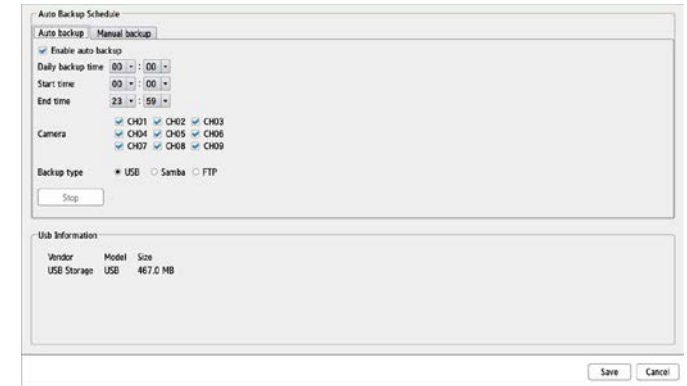 Auto Backup Schedule
Auto backup Manual backup
Enable auto backup
Daily backup time 00 : 00
Start time 00 : 00
End time 23 : 59
CH01 CH02 CH03
Camera CH04 CH05 CH06
CH07 CH08 CH09
Backup type USB Samba FTP
Stop
Usb Information
Vendor Model Size
USB Storage USB 467.0 MB
Save Cancel